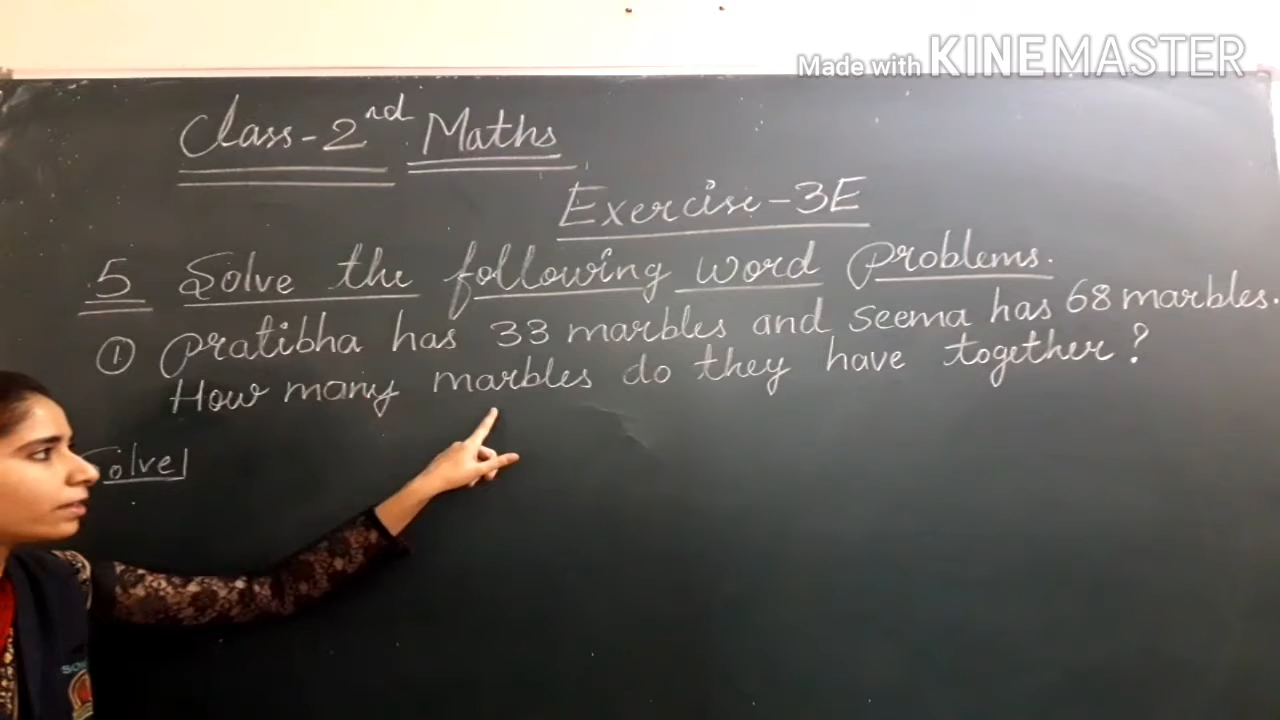 Made with KINEMASTER
Class-2nd Maths
Exercise-3E
5 Solve the following word problems.
① Pratibha has 33 marbles and Seema has 68 marbles.
How many marbles do they have together?
Solve